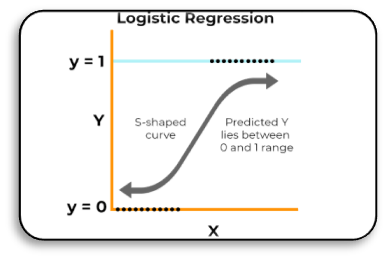 Logistic Regression
y = 1
Y
S-shaped
curve
Predicted Y
lies between
0 and 1 range
y = 0
X